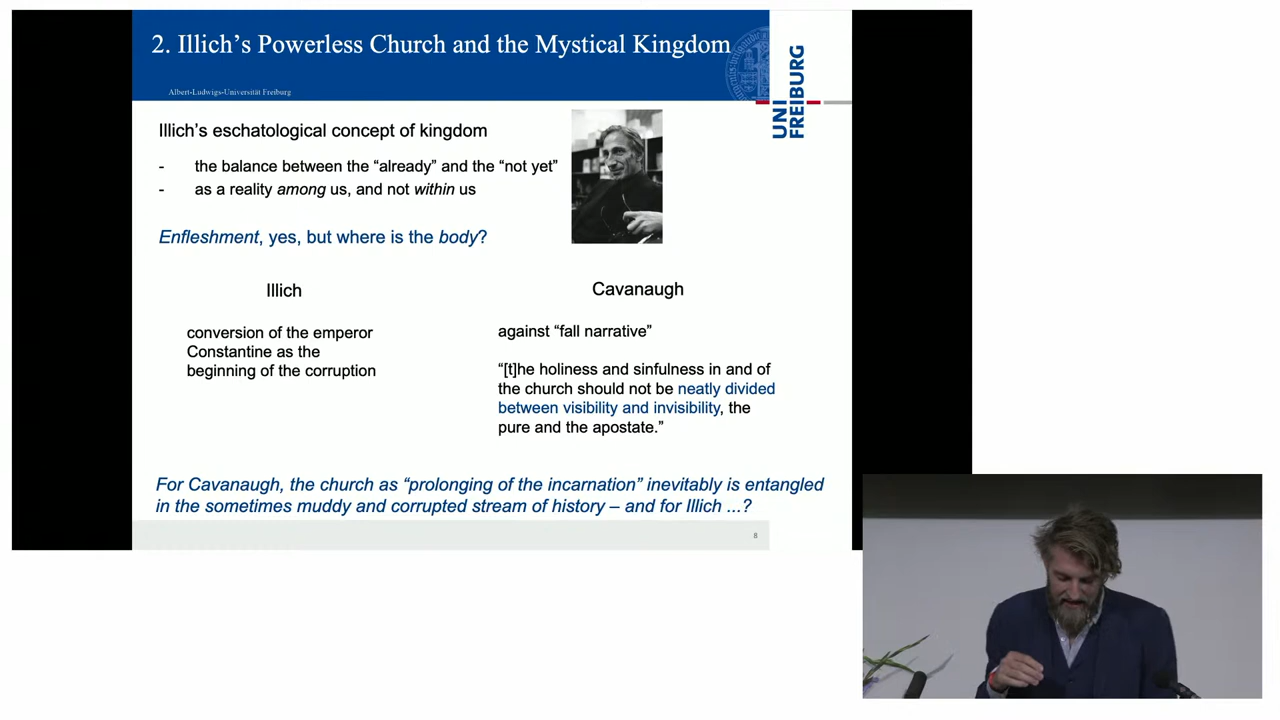 2. Illich’s Powerless Church and the Mystical Kingdom
Albert-Ludwigs-Universität Freiburg
UNI
FREIBURG
Illich’s eschatological concept of kingdom
- the balance between the “already” and the “not yet”
- as a reality among us, and not within us
Enfleshment, yes, but where is the body?
Illich
conversion of the emperor
Constantine as the
beginning of the corruption
Cavanaugh
against “fall narrative”
“[t]he holiness and sinfulness in and of
the church should not be neatly divided
between visibility and invisibility, the
pure and the apostate.”
For Cavanaugh, the church as “prolonging of the incarnation” inevitably is entangled
in the sometimes muddy and corrupted stream of history – and for Illich ...?
8